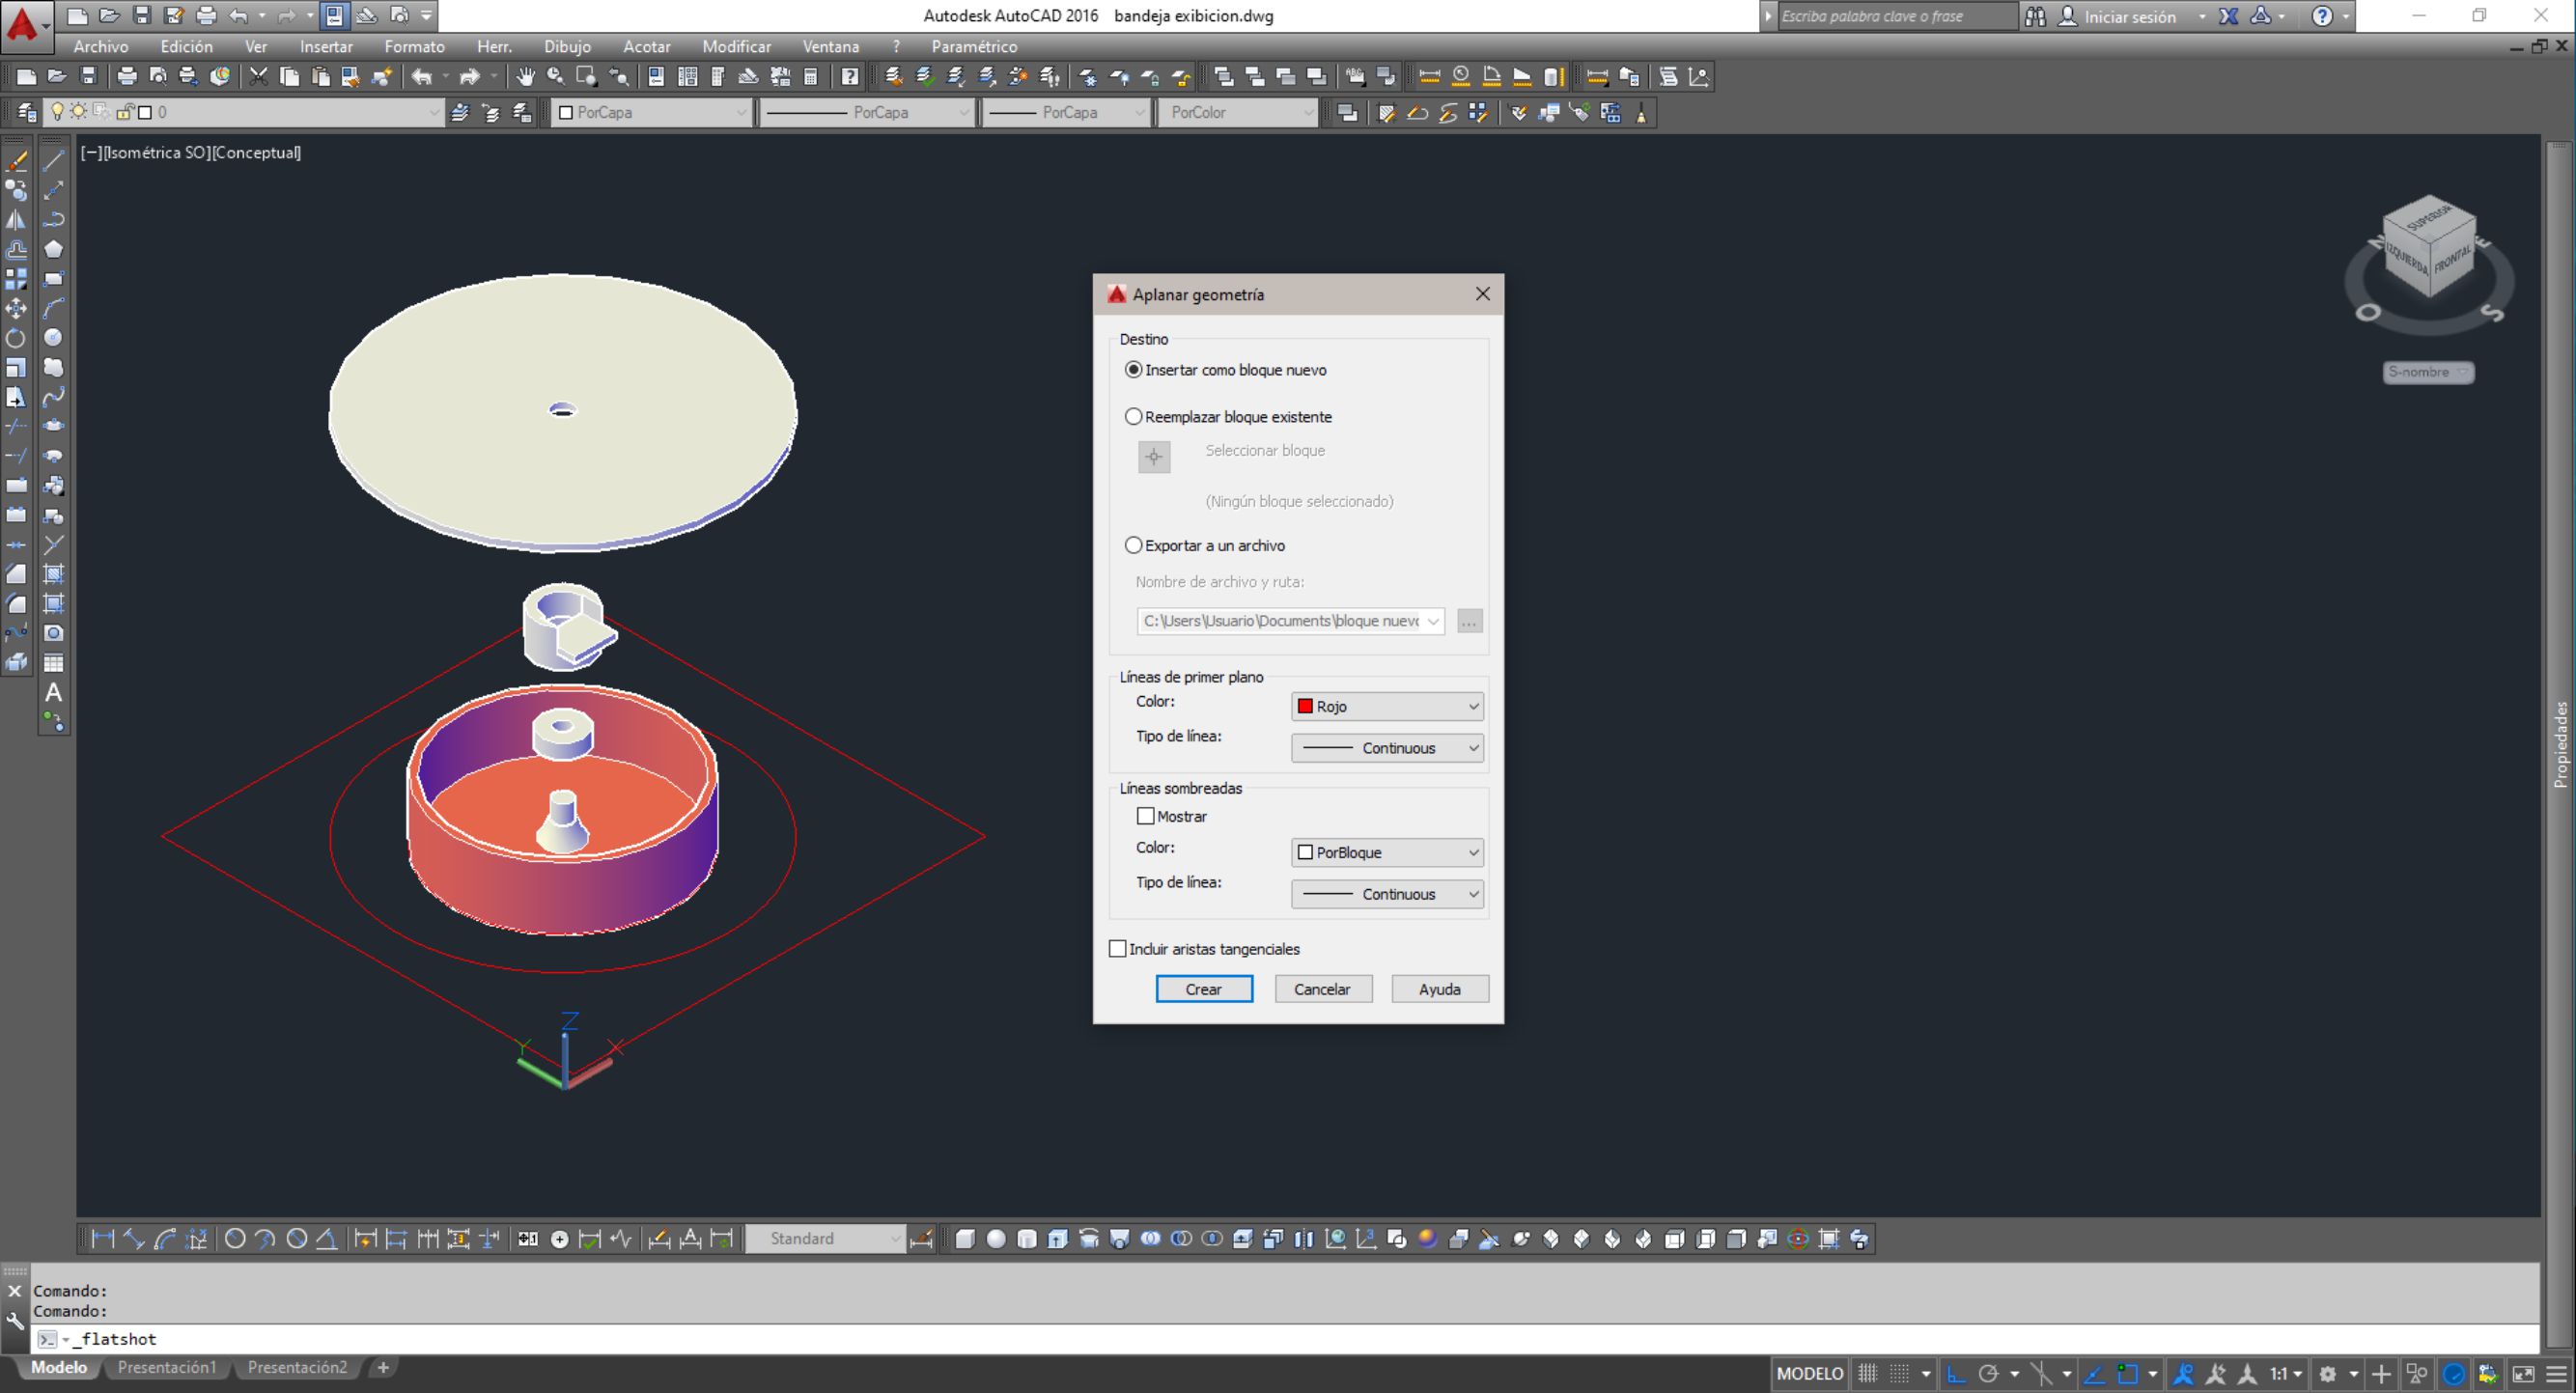 Autodesk AutoCAD 2016 bandeja exibicion.dwg
Escriba palabra clave o frase
Iniciar sesión
Archivo Edición Ver Insertar Formato Herr. Dibujo Acotar Modificar Ventana ? Paramétrico
0
PorCapa
PorCapa
PorCapa
PorColor
[−][Isométrica SO][Conceptual]
SUPERIOR
IZQUIERDA
FRONTAL
N
E
O
S
S-nombre
Aplanar geometría
Destino
Insertar como bloque nuevo
Reemplazar bloque existente
Seleccionar bloque
(Ningún bloque seleccionado)
Exportar a un archivo
Nombre de archivo y ruta:
C:\Users\Usuario\Documents\bloque nuevo
...
Líneas de primer plano
Color: Rojo
Tipo de línea: Continuous
Líneas sombreadas
Mostrar
Color: PorBloque
Tipo de línea: Continuous
Incluir aristas tangenciales
Crear Cancelar Ayuda
Propiedades
A
Z
Y
X
Standard
Comando:
Comando:
_flatshot
Modelo Presentación1 Presentación2 +
MODELO
1:1